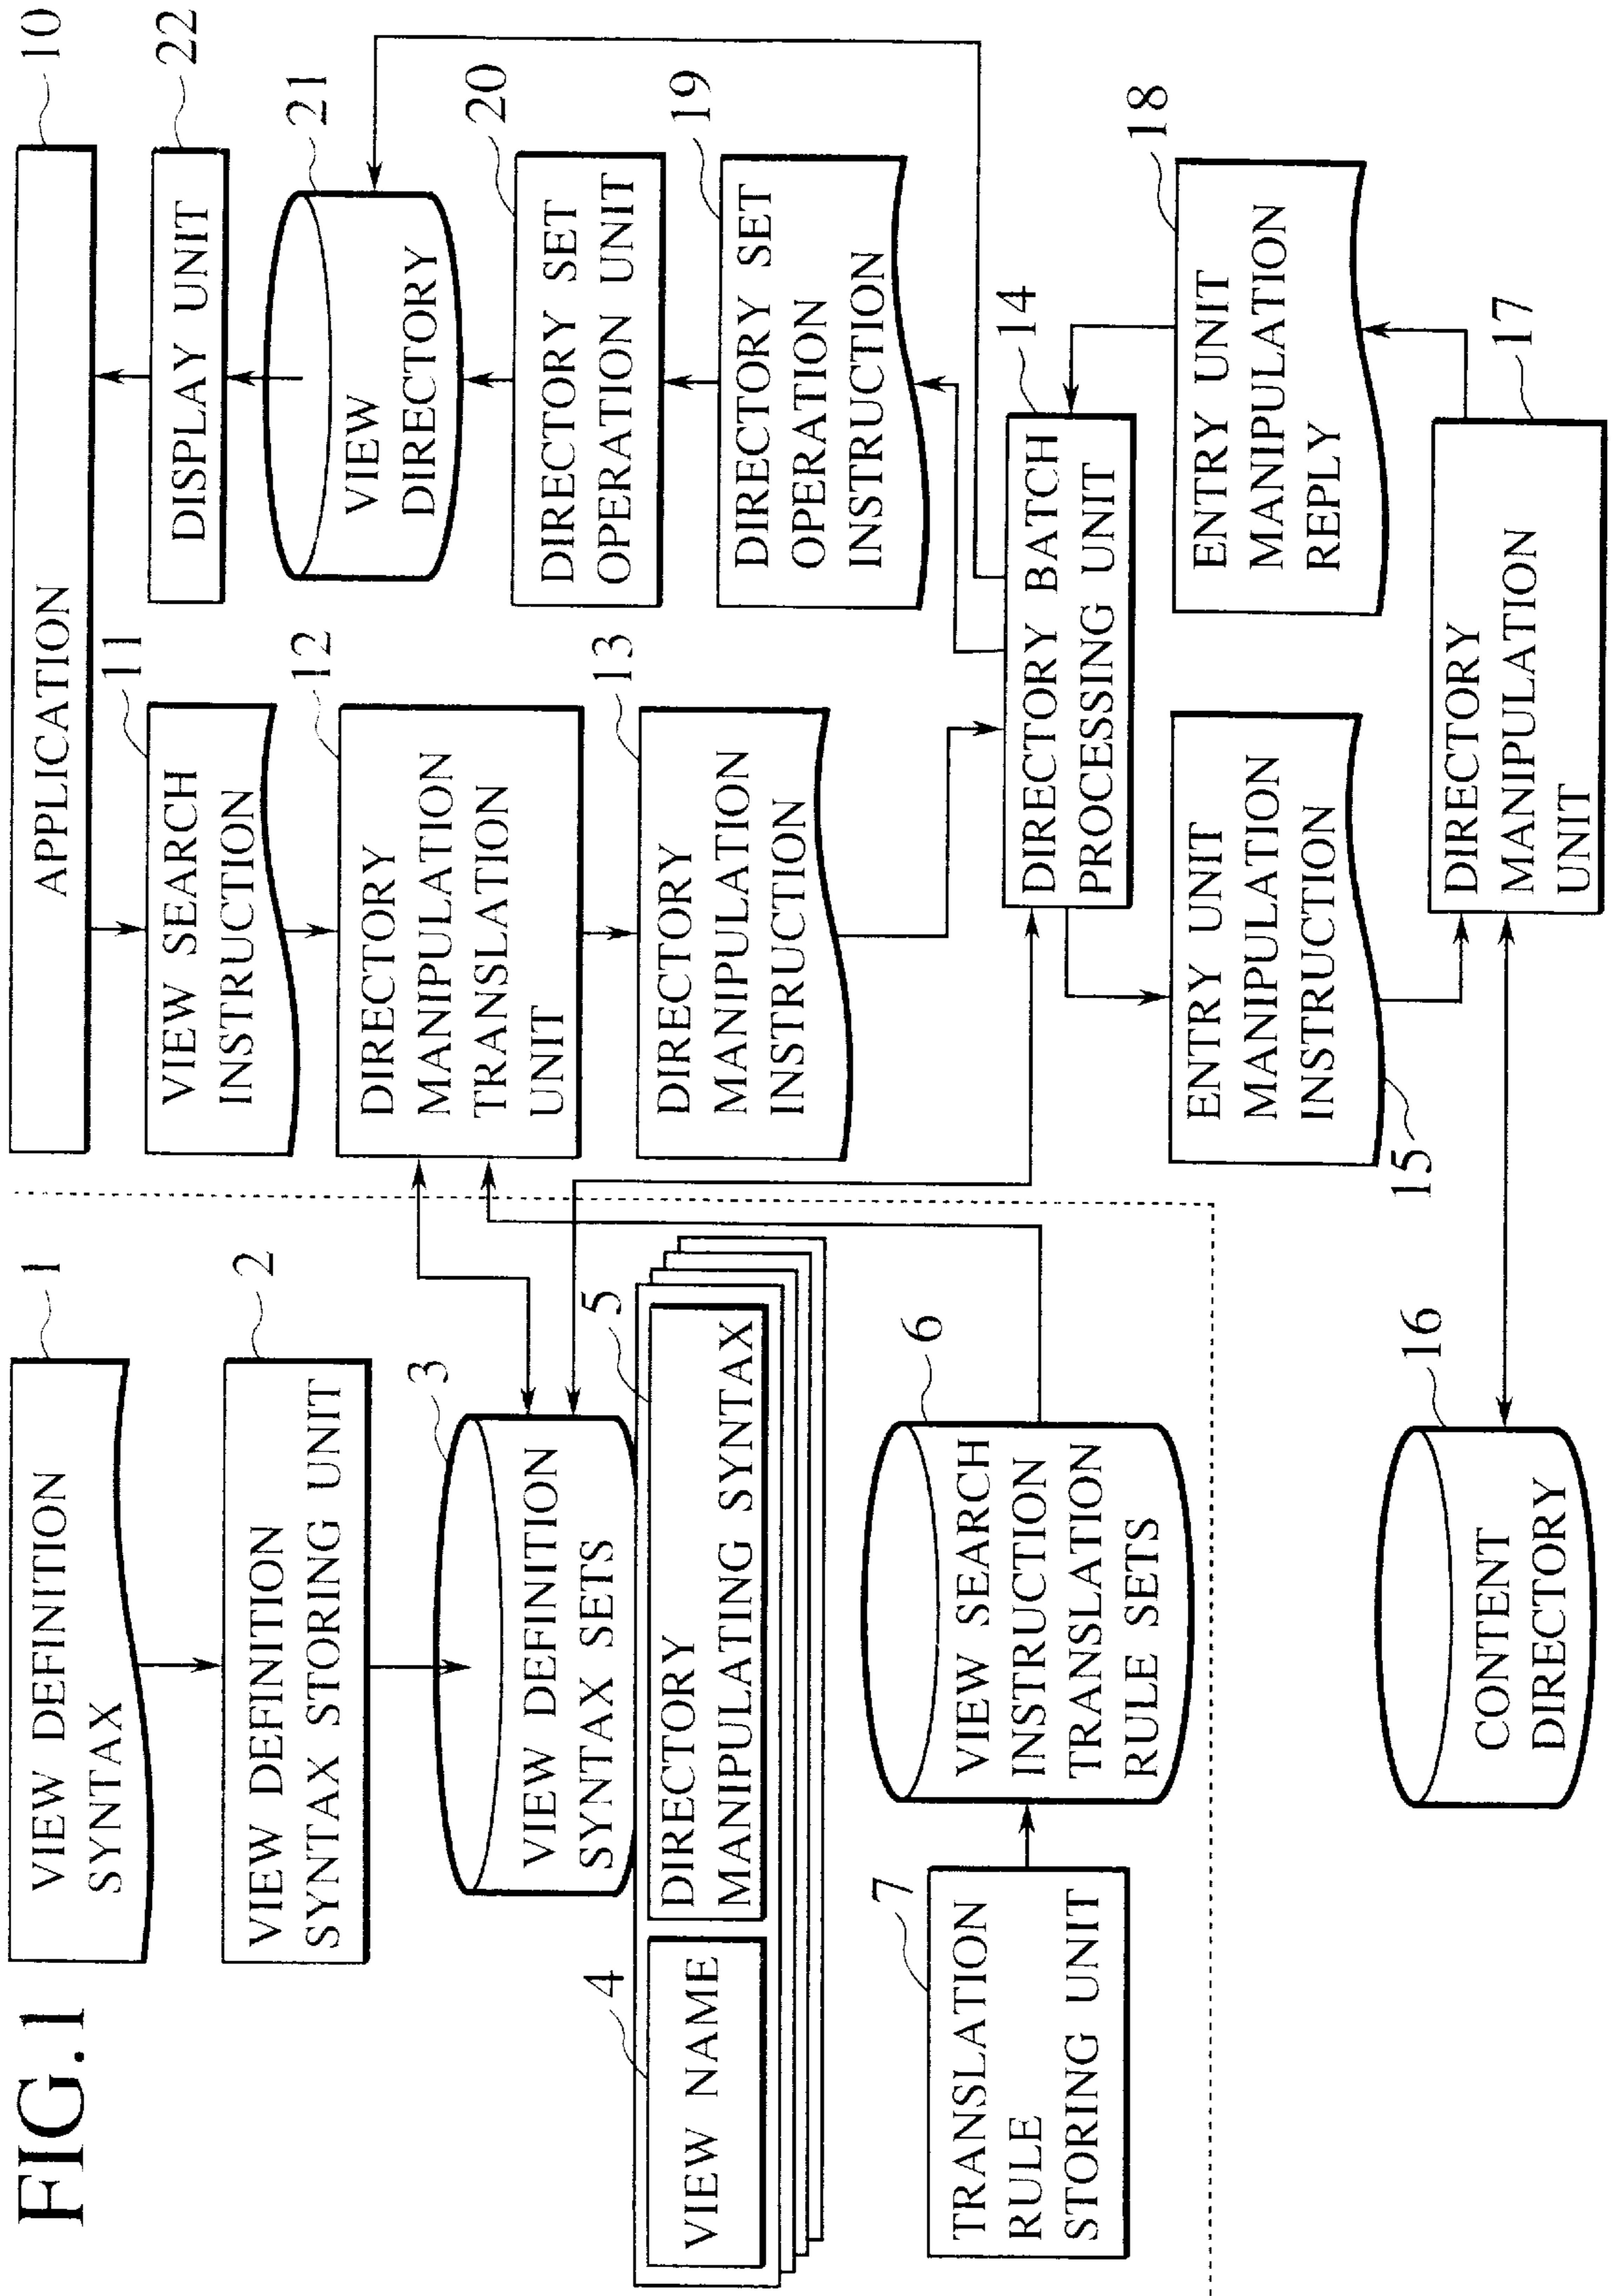 FIG.1
VIEW DEFINITION
SYNTAX
1
VIEW DEFINITION
SYNTAX STORING UNIT
2
VIEW DEFINITION
SYNTAX SETS
3
4
VIEW NAME
5
DIRECTORY
MANIPULATING SYNTAX
VIEW SEARCH
INSTRUCTION
TRANSLATION
RULE SETS
6
7
TRANSLATION
RULE
STORING UNIT
APPLICATION
10
VIEW SEARCH
INSTRUCTION
11
DIRECTORY
MANIPULATION
TRANSLATION
UNIT
12
DIRECTORY
MANIPULATION
INSTRUCTION
13
DIRECTORY BATCH
PROCESSING UNIT
14
ENTRY UNIT
MANIPULATION
INSTRUCTION
15
CONTENT
DIRECTORY
16
DIRECTORY
MANIPULATION
UNIT
17
ENTRY UNIT
MANIPULATION
REPLY
18
DIRECTORY SET
OPERATION
INSTRUCTION
19
DIRECTORY SET
OPERATION UNIT
20
VIEW
DIRECTORY
21
DISPLAY UNIT
22